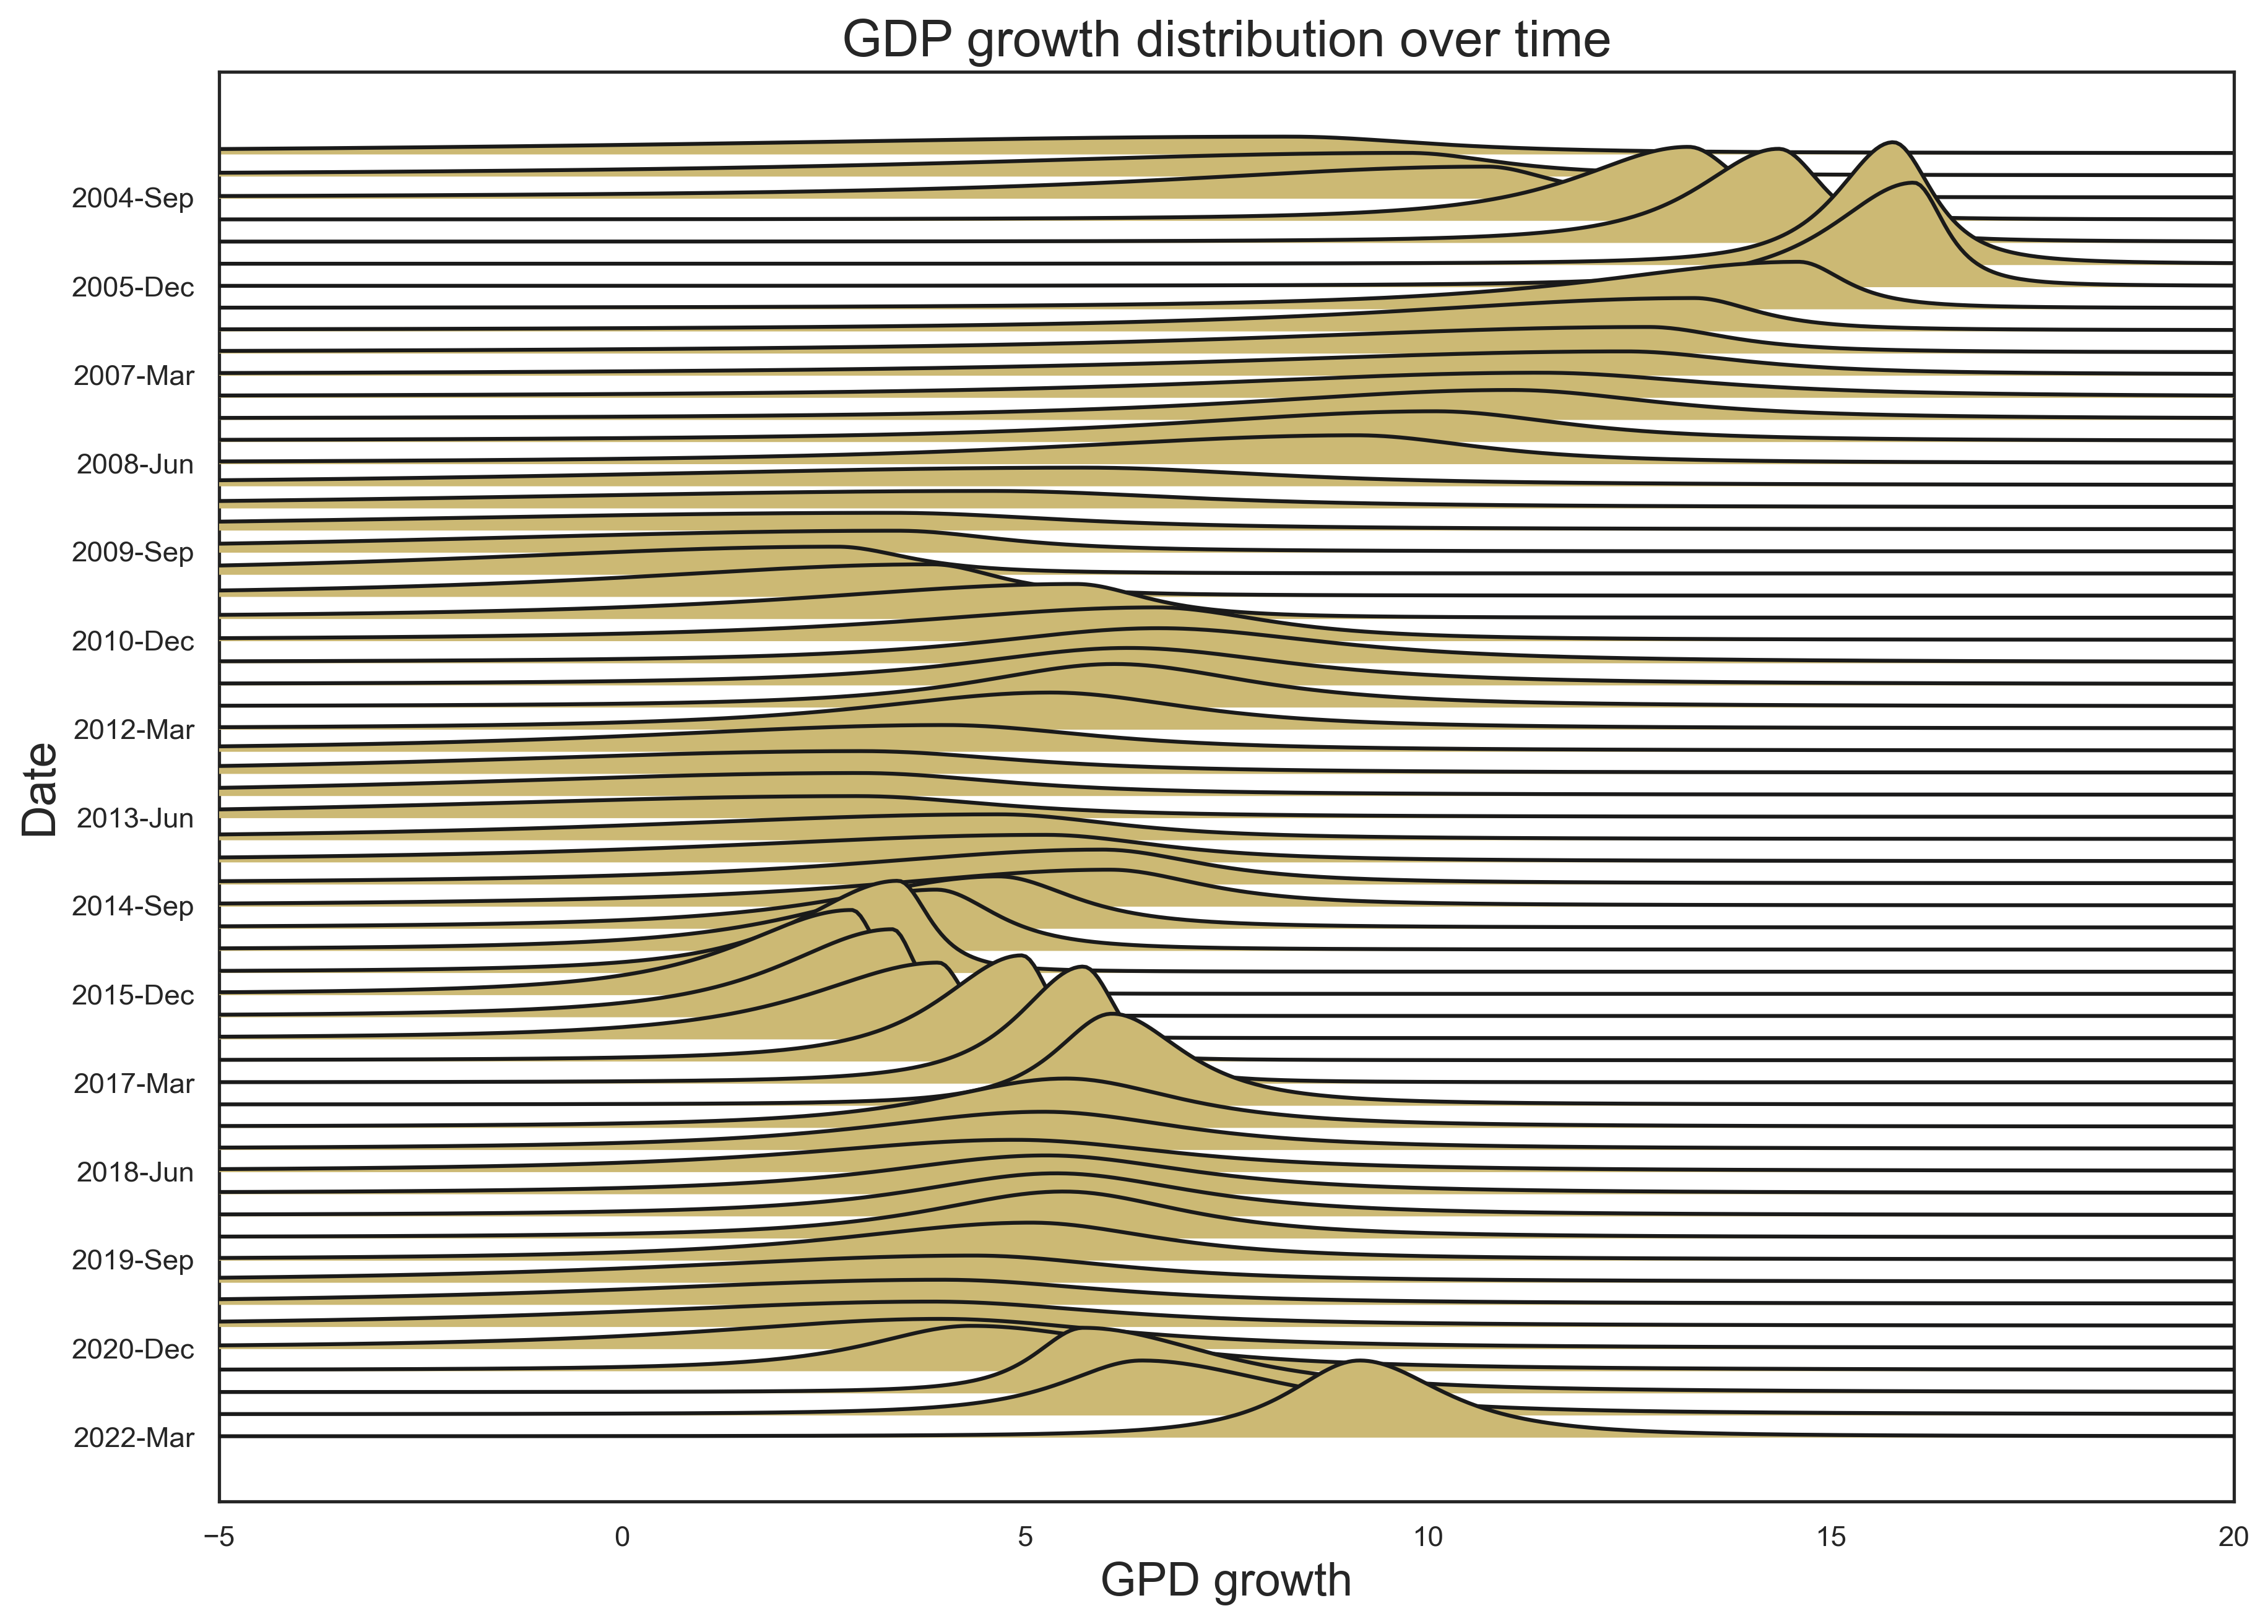 GDP growth distribution over time
2004-Sep
2005-Dec
2007-Mar
2008-Jun
2009-Sep
2010-Dec
2012-Mar
2013-Jun
2014-Sep
2015-Dec
2017-Mar
2018-Jun
2019-Sep
2020-Dec
2022-Mar
Date
−5 0 5 10 15 20
GPD growth